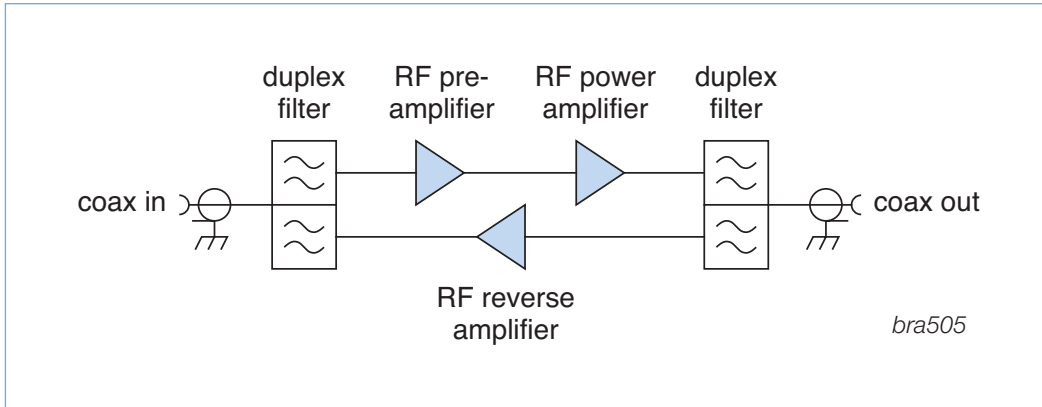 duplex
filter
RF pre-
amplifier
RF power
amplifier
duplex
filter
coax in
coax out
RF reverse
amplifier
bra505